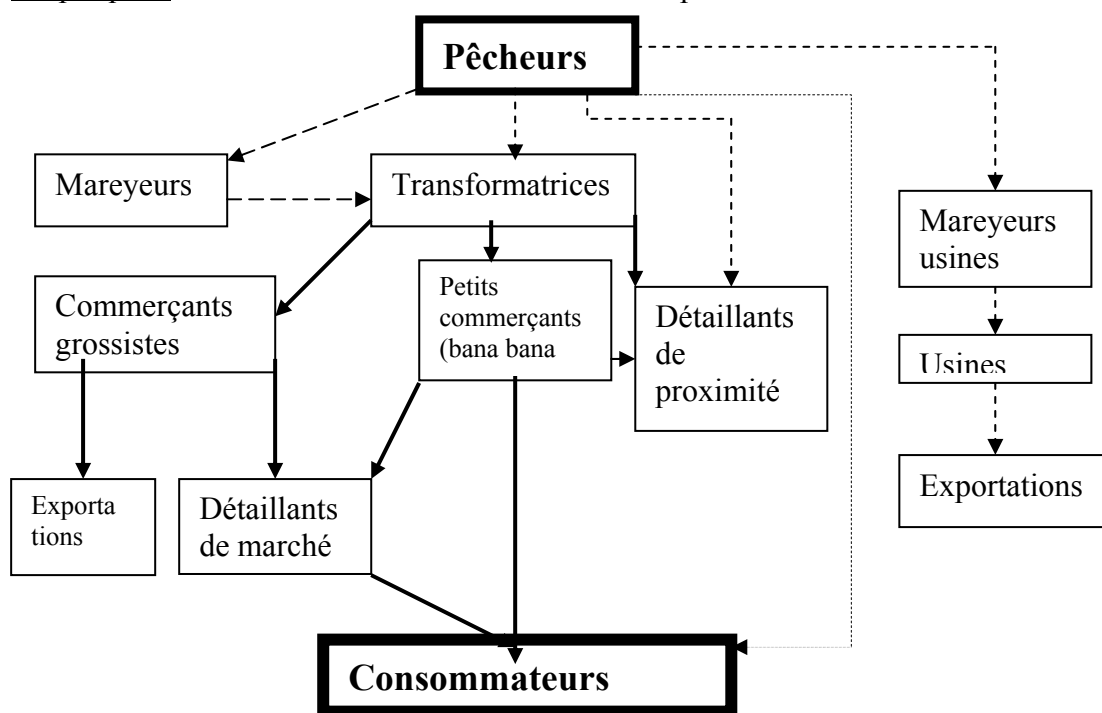 Pêcheurs
Mareyeurs
Transformatrices
Mareyeurs
usines
Commerçants
grossistes
Petits
commerçants
(bana bana
Détaillants
de
proximité
Usines
Exporta
tions
Détaillants
de marché
Exportations
Consommateurs